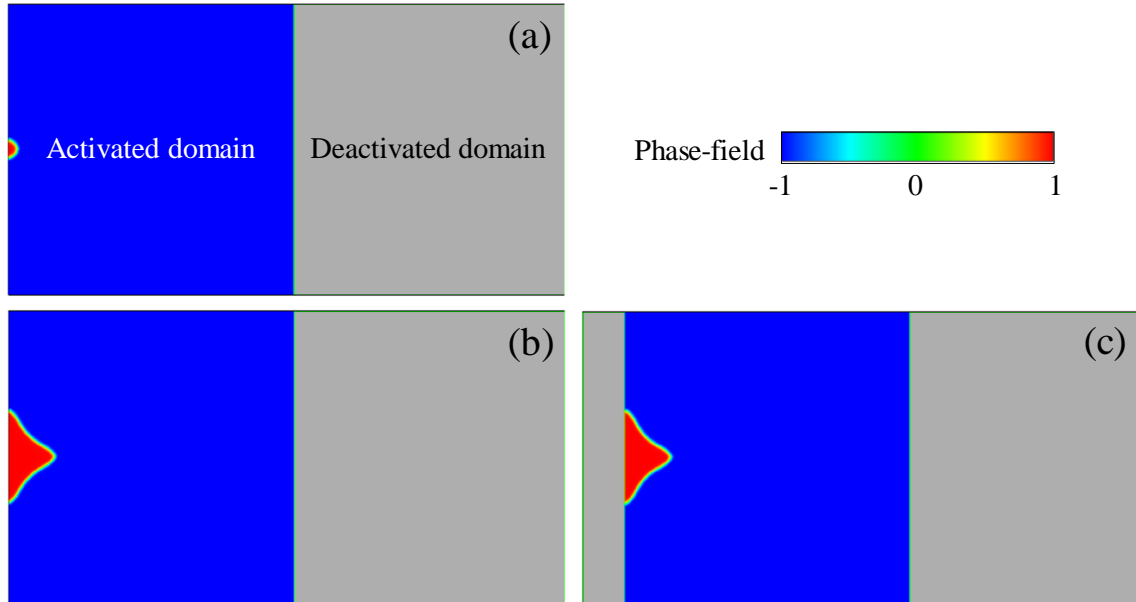 (a)
Activated domain
Deactivated domain
Phase-field
-1 0 1
(b)
(c)